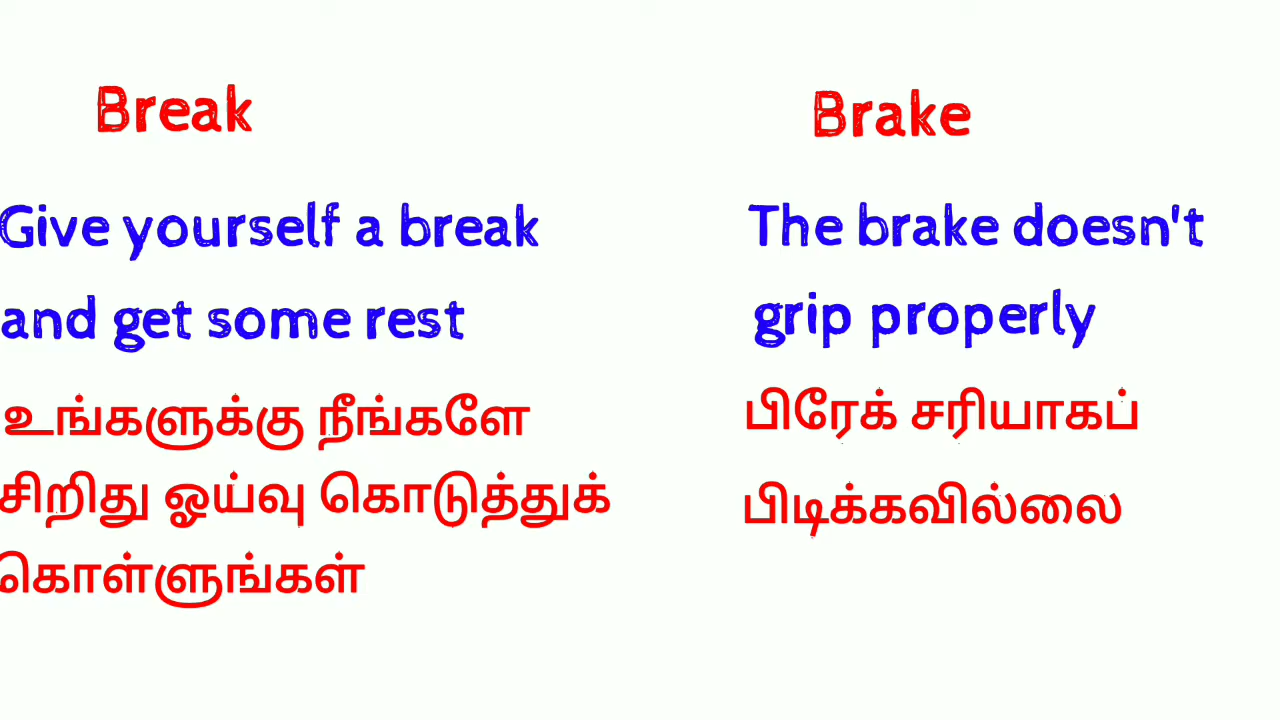 Break
Give yourself a break
and get some rest
உங்களுக்கு நீங்களே
சிறிது ஓய்வு கொடுத்துக்
கொள்ளுங்கள்
Brake
The brake doesn't
grip properly
பிரேக் சரியாகப்
பிடிக்கவில்லை